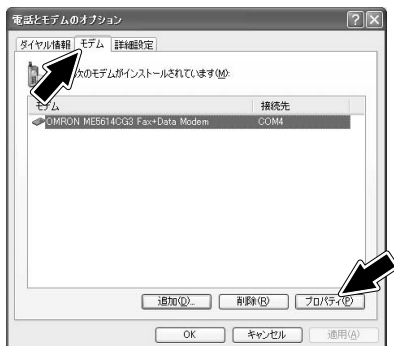 電話とモデムのオプション
ダイヤル情報 モデム 詳細設定
次のモデムがインストールされています(M):
モデム 接続先
OMRON ME5614CG3 Fax+Data Modem COM4
追加(D)... 削除(R) プロパティ(P)
OK キャンセル 適用(A)